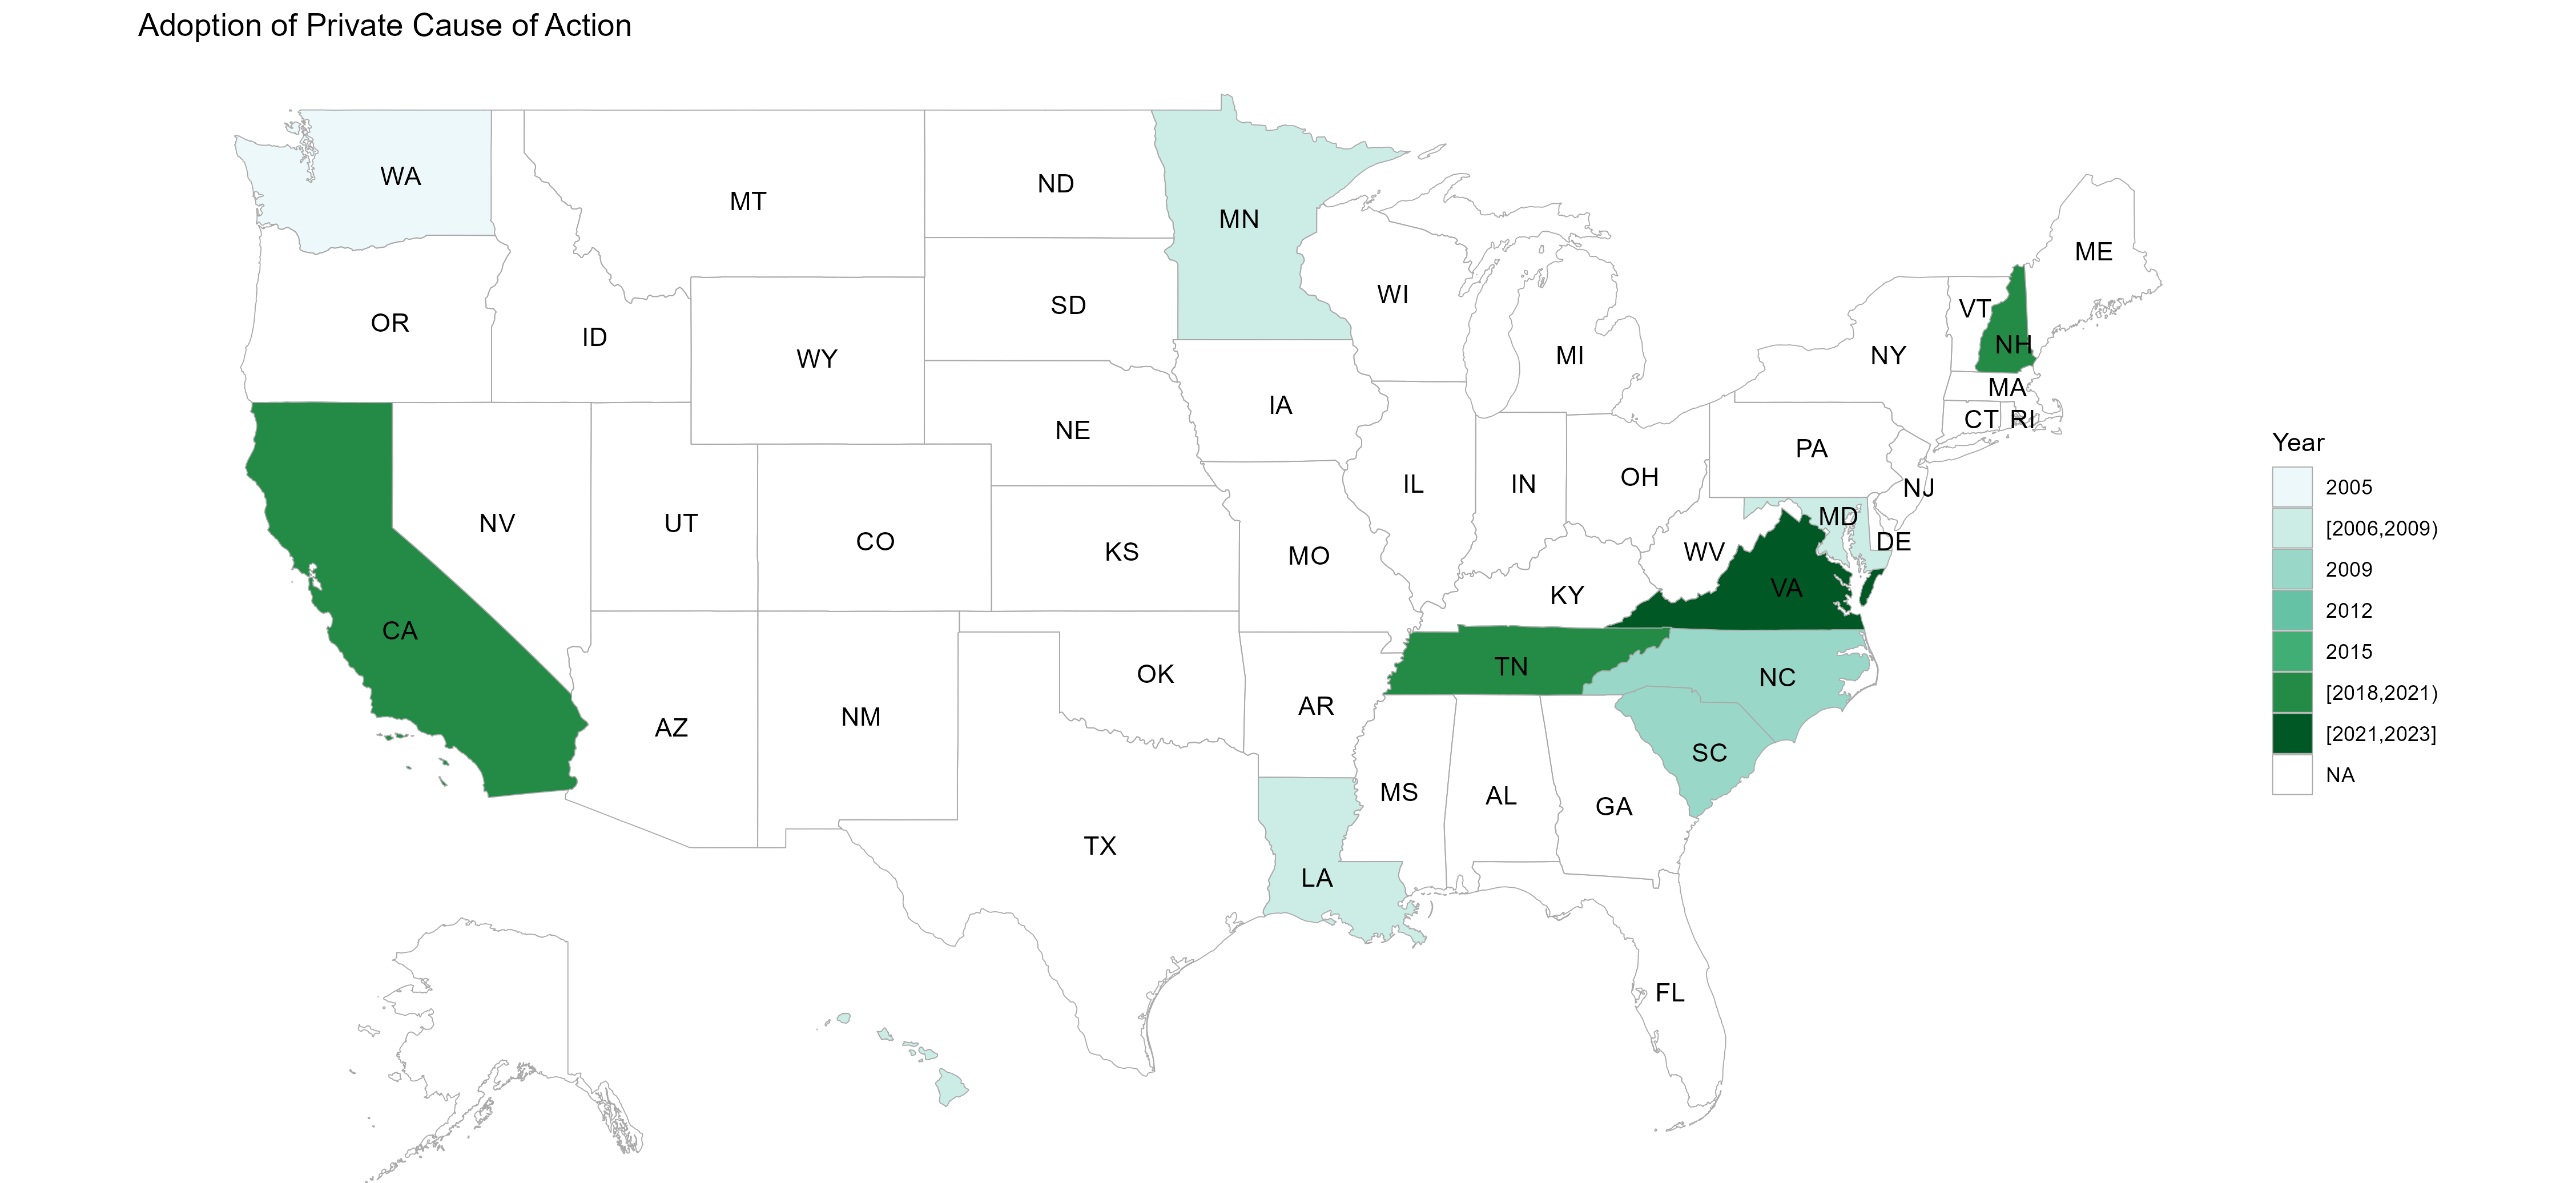 Adoption of Private Cause of Action
WA
MT
ND
MN
OR
ID
WY
SD
WI
MI
NY
VT
NH
ME
MA
CT
RI
NE
IA
PA
NJ
NV
UT
CO
KS
MO
IL
IN
OH
WV
MD
DE
KY
VA
CA
AZ
NM
OK
AR
TN
NC
SC
MS
AL
GA
TX
LA
FL
Year
2005
[2006,2009)
2009
2012
2015
[2018,2021)
[2021,2023]
NA